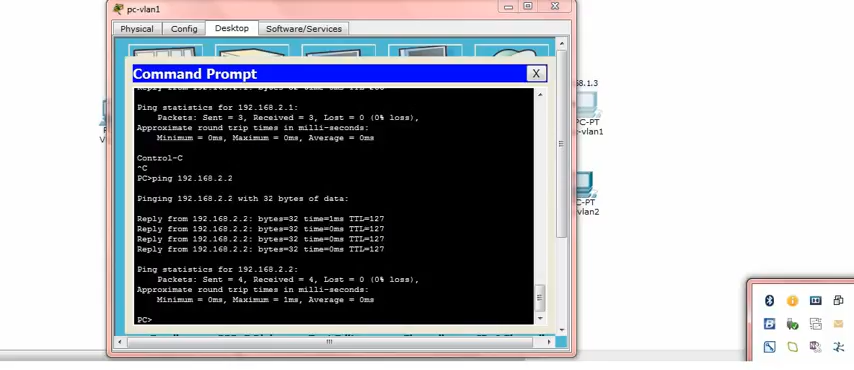 pc-vlan1
Physical
Config
Desktop
Software/Services
Command Prompt
X
Ping statistics for 192.168.2.1:
Packets: Sent = 3, Received = 3, Lost = 0 (0% loss),
Approximate round trip times in milli-seconds:
Minimum = 0ms, Maximum = 0ms, Average = 0ms
Control-C
^C
PC>ping 192.168.2.2
Pinging 192.168.2.2 with 32 bytes of data:
Reply from 192.168.2.2: bytes=32 time=1ms TTL=127
Reply from 192.168.2.2: bytes=32 time=0ms TTL=127
Reply from 192.168.2.2: bytes=32 time=0ms TTL=127
Reply from 192.168.2.2: bytes=32 time=0ms TTL=127
Ping statistics for 192.168.2.2:
Packets: Sent = 4, Received = 4, Lost = 0 (0% loss),
Approximate round trip times in milli-seconds:
Minimum = 0ms, Maximum = 1ms, Average = 0ms
PC>
68.1.3
PC-PT
-vlan1
C-PT
vlan2